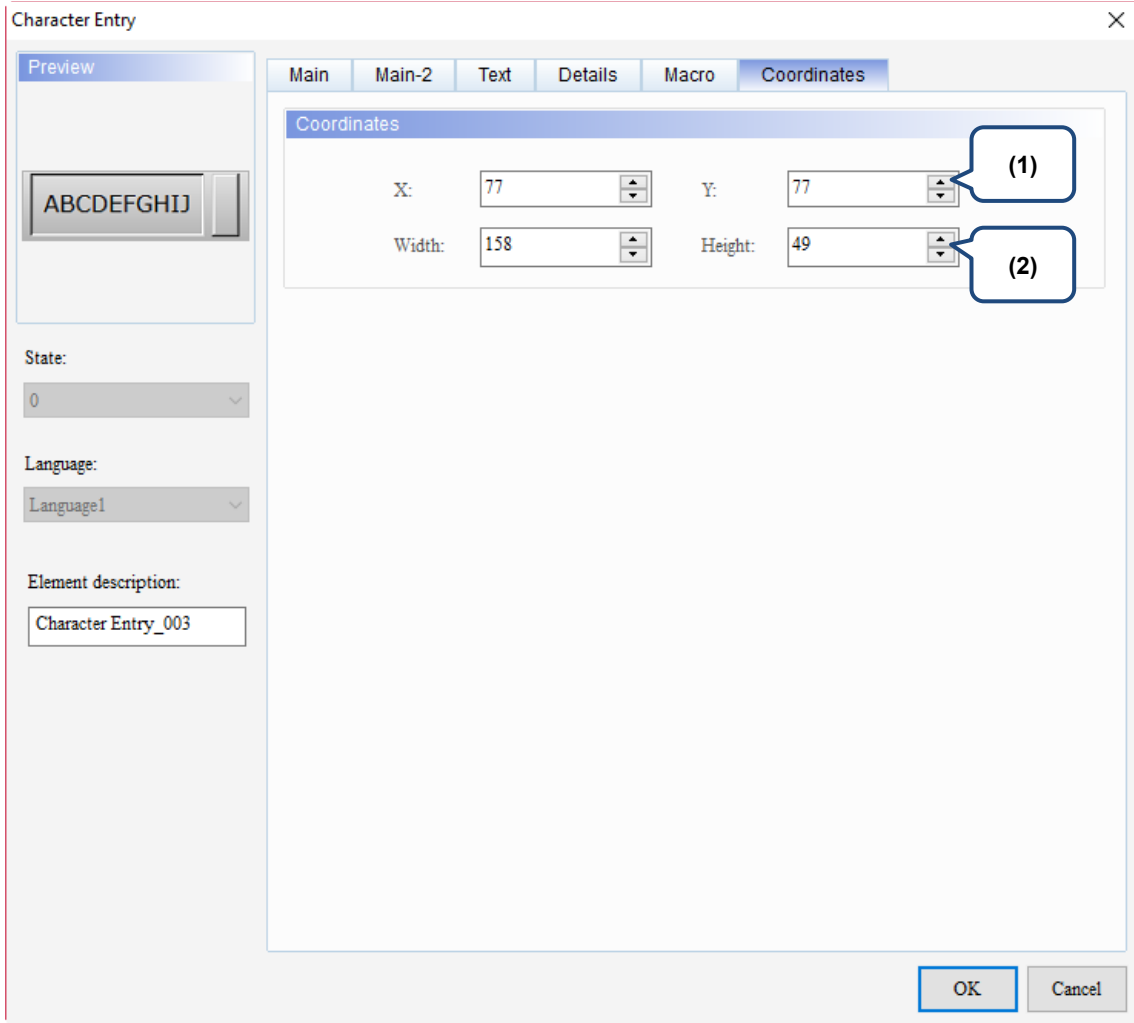 Character Entry
Preview
ABCDEFGHIJ
State:
0
Language:
Language1
Element description:
Character Entry_003
Main Main-2 Text Details Macro Coordinates
Coordinates
X: 77 Y: 77
(1)
Width: 158 Height: 49
(2)
OK Cancel